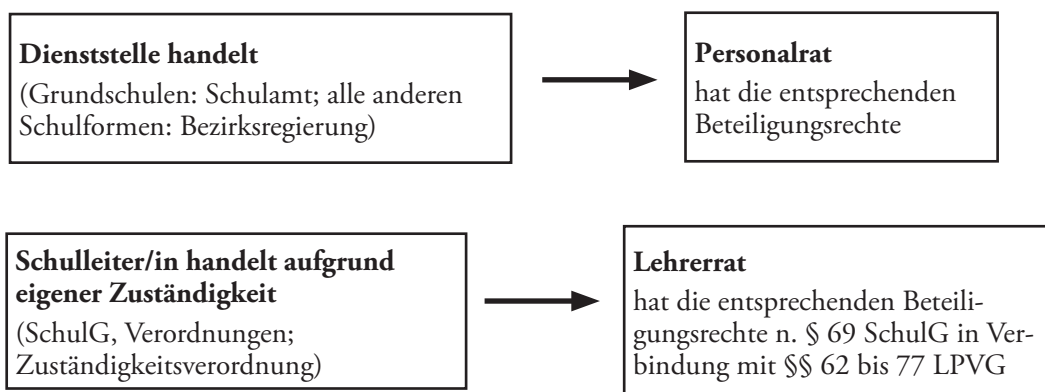 Dienststelle handelt
(Grundschulen: Schulamt; alle anderen
Schulformen: Bezirksregierung)
Personalrat
hat die entsprechenden
Beteiligungsrechte
Schulleiter/in handelt aufgrund
eigener Zuständigkeit
(SchulG, Verordnungen;
Zuständigkeitsverordnung)
Lehrerrat
hat die entsprechenden Beteili-
gungsrechte n. § 69 SchulG in Ver-
bindung mit §§ 62 bis 77 LPVG